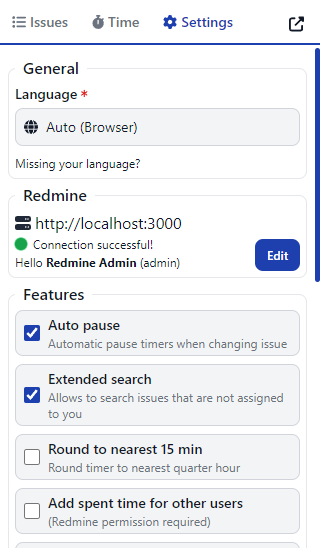 Issues Time Settings
General
Language *
Auto (Browser)
Missing your language?
Redmine
http://localhost:3000
Connection successful!
Hello Redmine Admin (admin)
Edit
Features
Auto pause
Automatic pause timers when changing issue
Extended search
Allows to search issues that are not assigned
to you
Round to nearest 15 min
Round timer to nearest quarter hour
Add spent time for other users
(Redmine permission required)